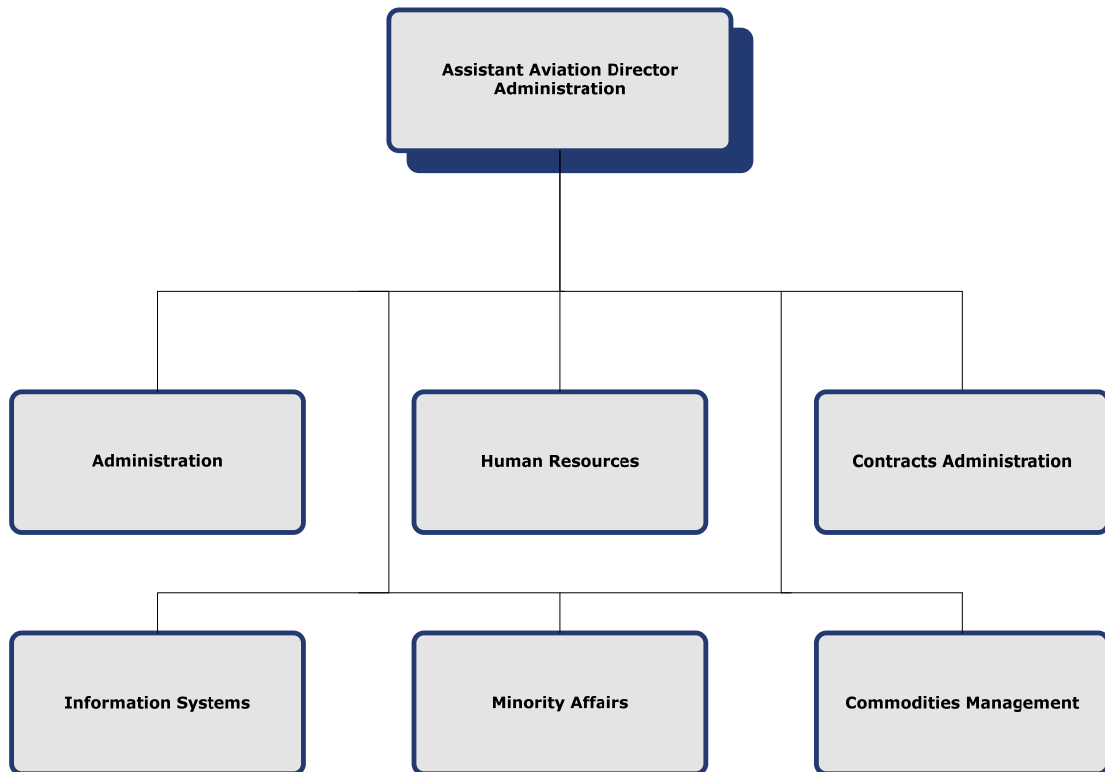 Assistant Aviation Director
Administration
Administration
Human Resources
Contracts Administration
Information Systems
Minority Affairs
Commodities Management